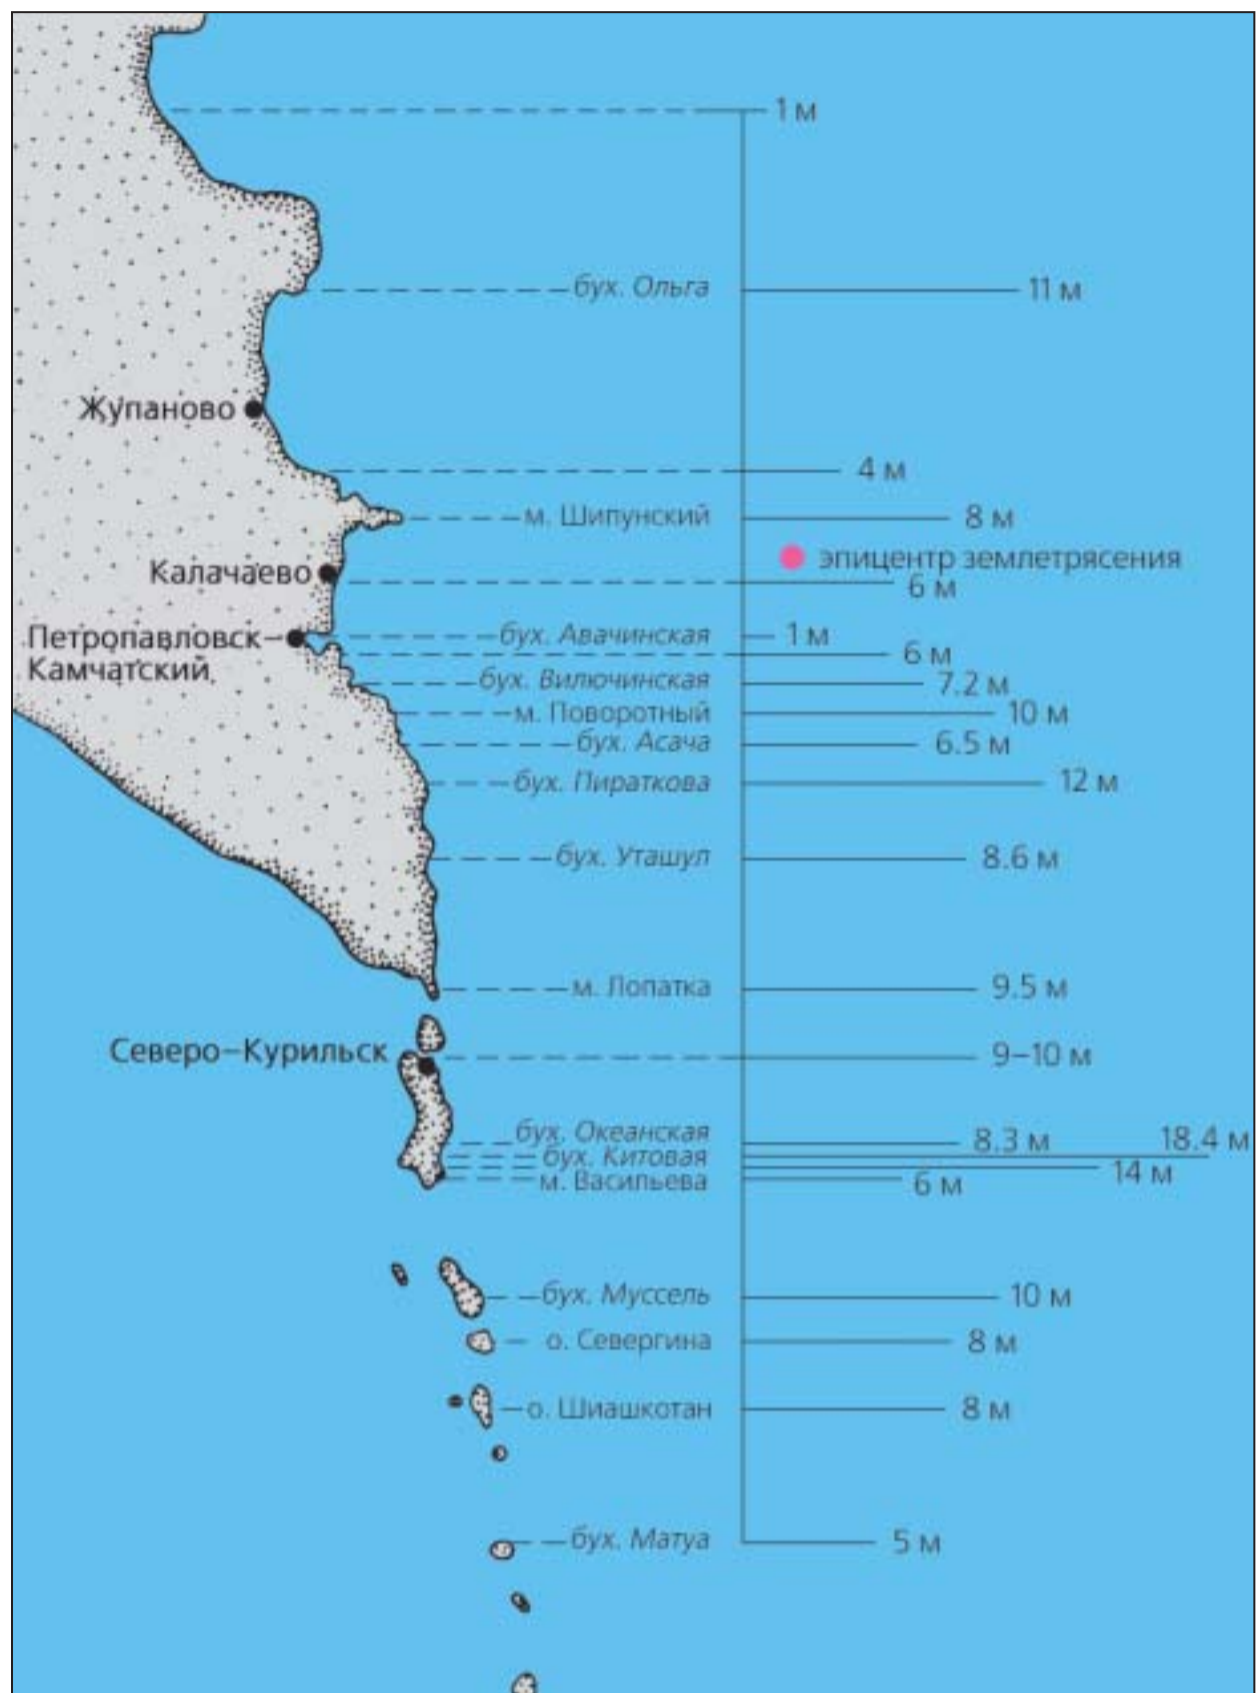 1 м
бух. Ольга 11 м
Жупаново
4 м
м. Шипунский 8 м
эпицентр землетрясения
Калачаево
6 м
Петропавловск-
Камчатский
бух. Авачинская 1 м
6 м
бух. Вилючинская 7.2 м
м. Поворотный 10 м
бух. Асача 6.5 м
бух. Пираткова 12 м
бух. Уташул 8.6 м
м. Лопатка 9.5 м
Северо-Курильск 9-10 м
бух. Океанская 8.3 м 18.4 м
бух. Китовая 14 м
м. Васильева 6 м
бух. Муссель 10 м
о. Севергина 8 м
о. Шиашкотан 8 м
бух. Матуа 5 м